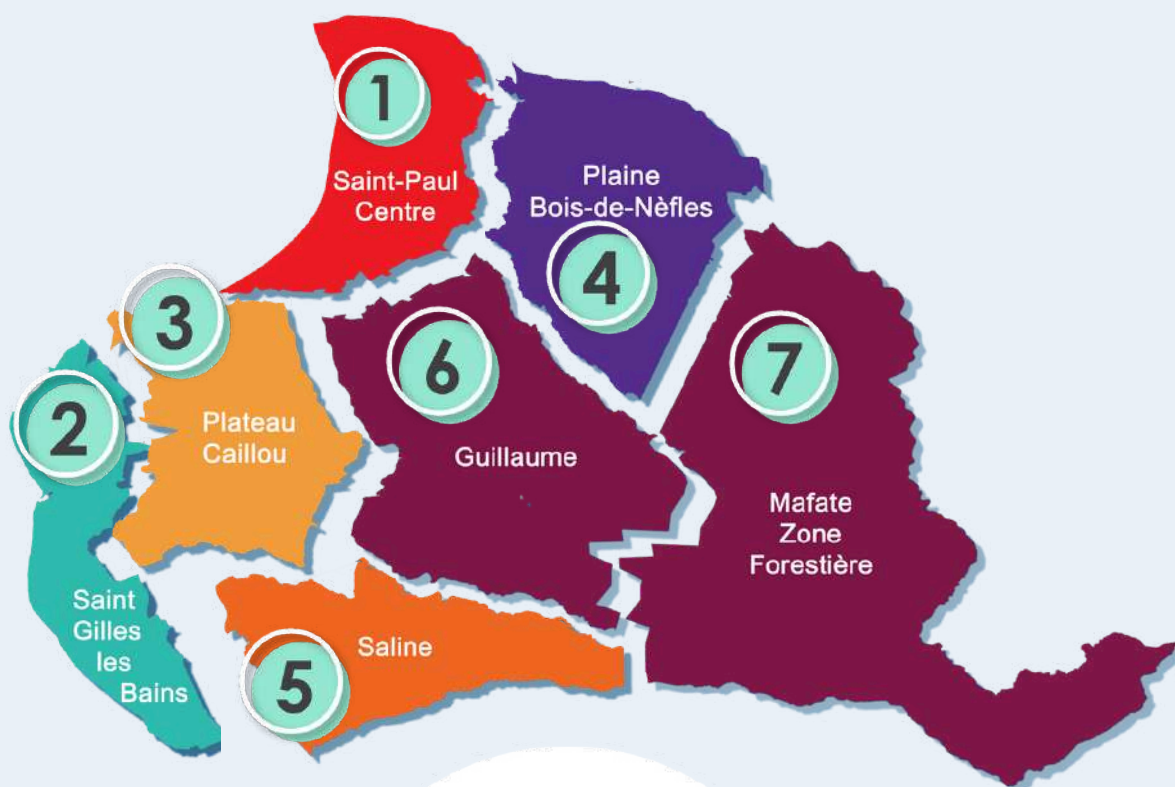 1
Saint-Paul
Centre
Plaine
Bois-de-Nèfles
4
3
6
7
2
Plateau
Caillou
Guillaume
Mafate
Zone
Forestière
Saint
Gilles
les
Bains
Saline
5